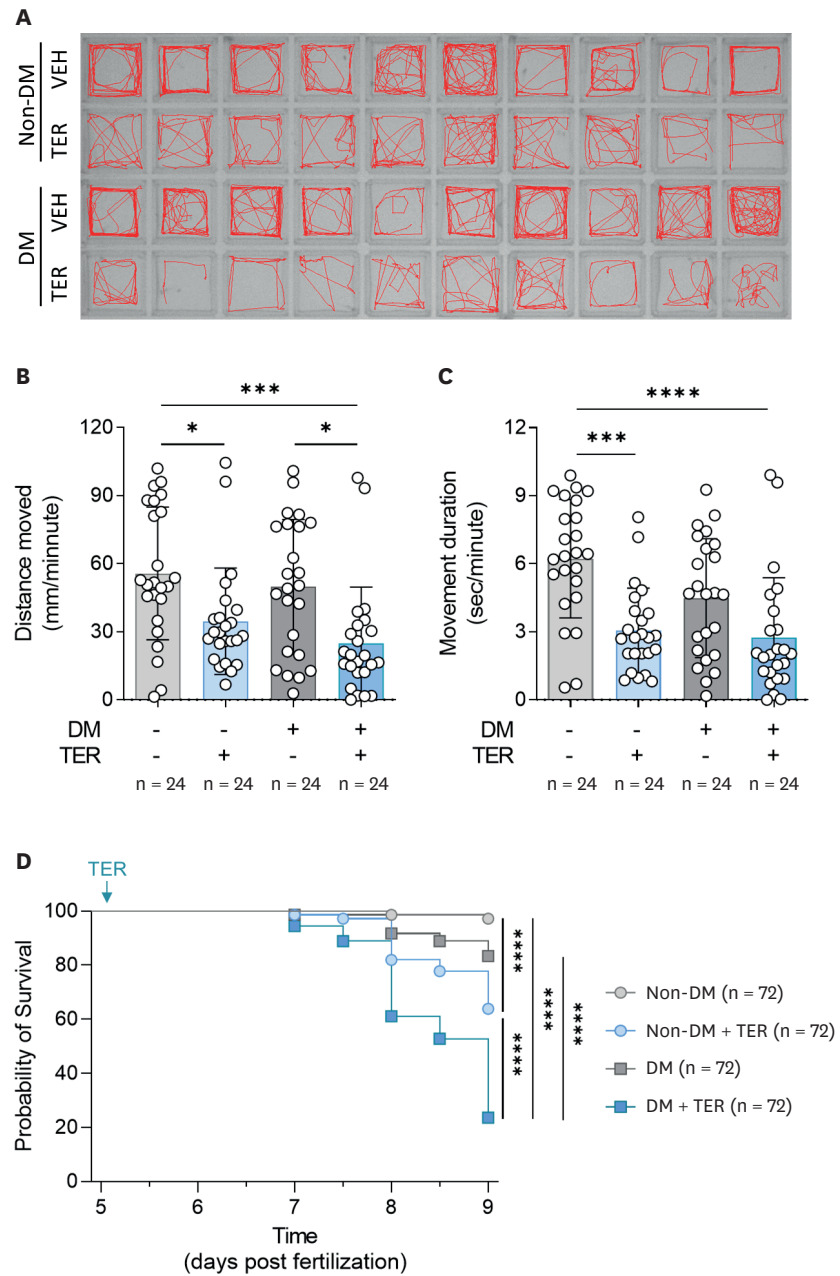 A
Non-DM
VEH
TER
DM
VEH
TER
B
Distance moved
(mm/minnute)
120
90
60
30
0
***
*
*
DM - - + +
TER - + - +
n = 24 n = 24 n = 24 n = 24
C
Movement duration
(sec/minute)
12
9
6
3
0
****
***
DM - - + +
TER - + - +
n = 24 n = 24 n = 24 n = 24
D
TER
Probability of Survival
100
80
60
40
20
0
5 6 7 8 9
Time
(days post fertilization)
****
****
****
****
Non-DM (n = 72)
Non-DM + TER (n = 72)
DM (n = 72)
DM + TER (n = 72)